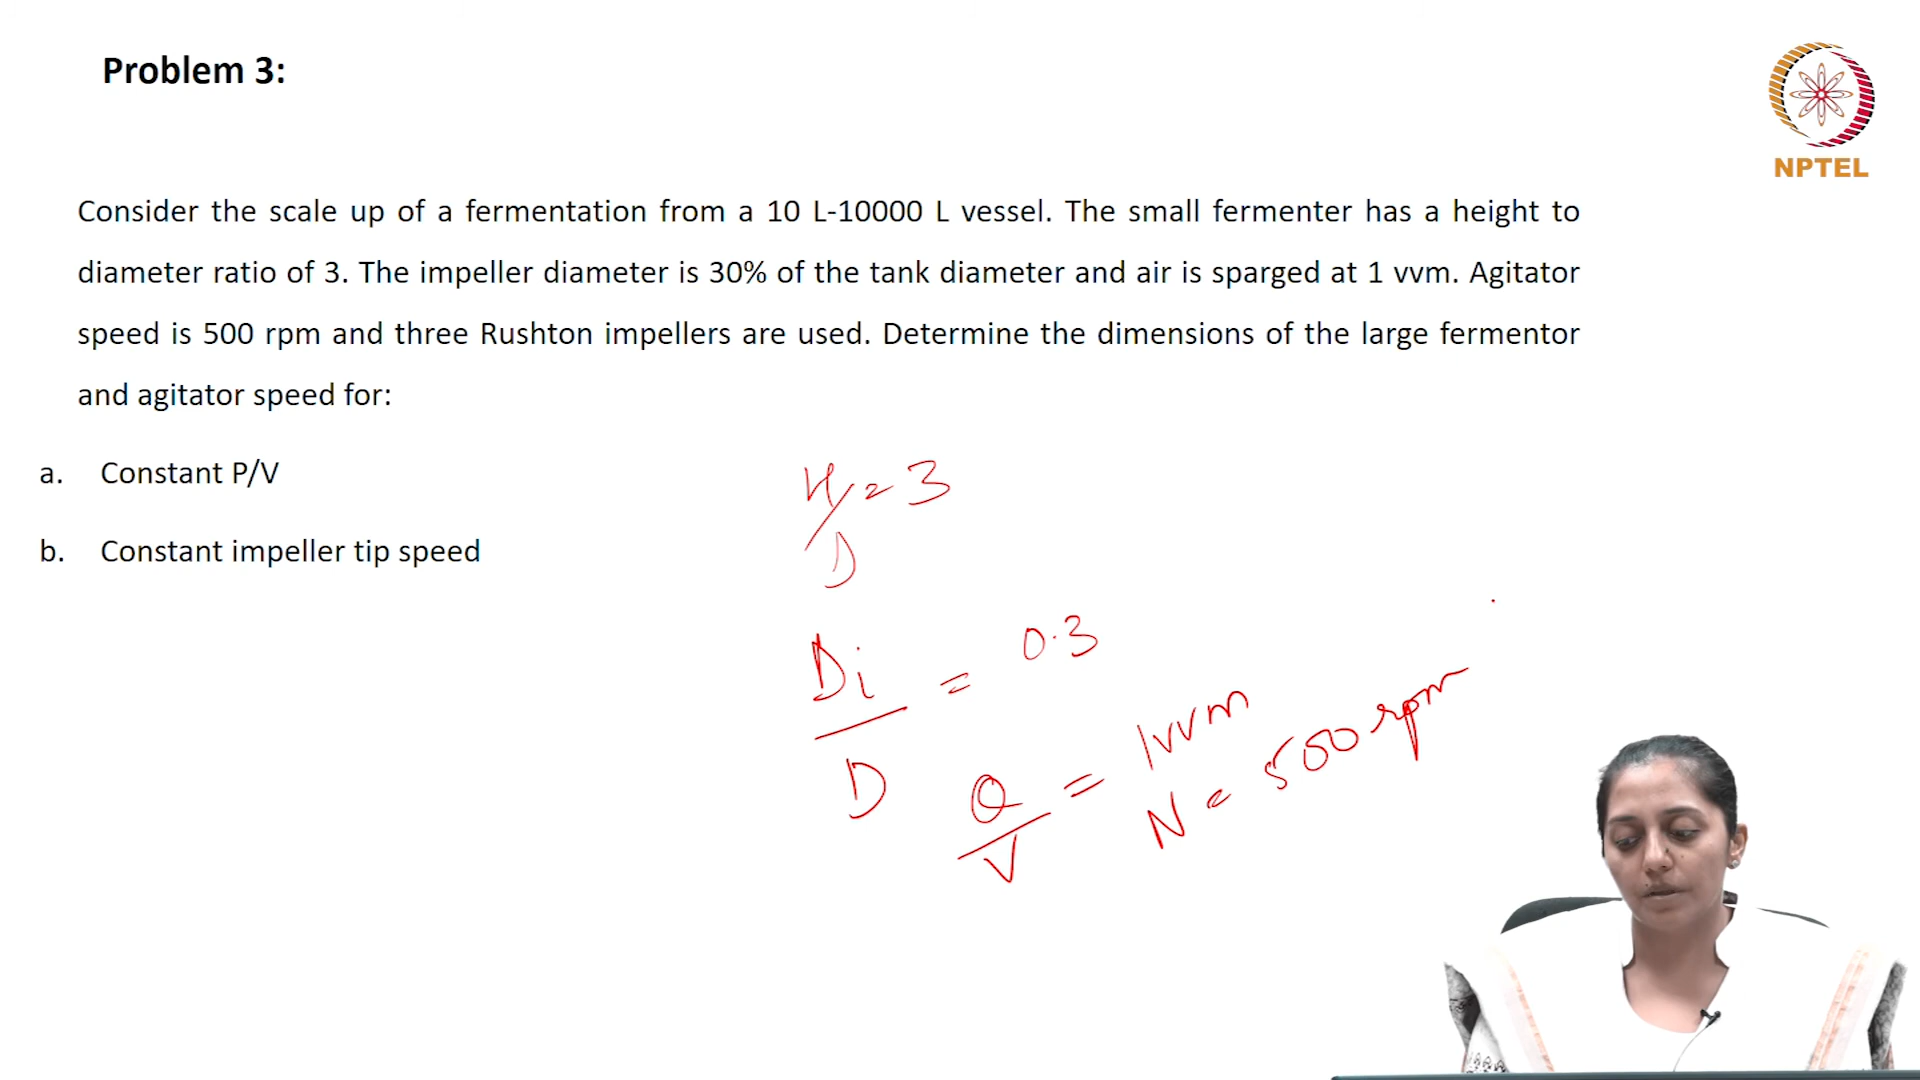 Problem 3:
NPTEL
Consider the scale up of a fermentation from a 10 L-10000 L vessel. The small fermenter has a height to
diameter ratio of 3. The impeller diameter is 30% of the tank diameter and air is sparged at 1 vvm. Agitator
speed is 500 rpm and three Rushton impellers are used. Determine the dimensions of the large fermentor
and agitator speed for:
a. Constant P/V
b. Constant impeller tip speed
H/D = 3
Di/D = 0.3
Q/V = 1vvm
N = 500 rpm